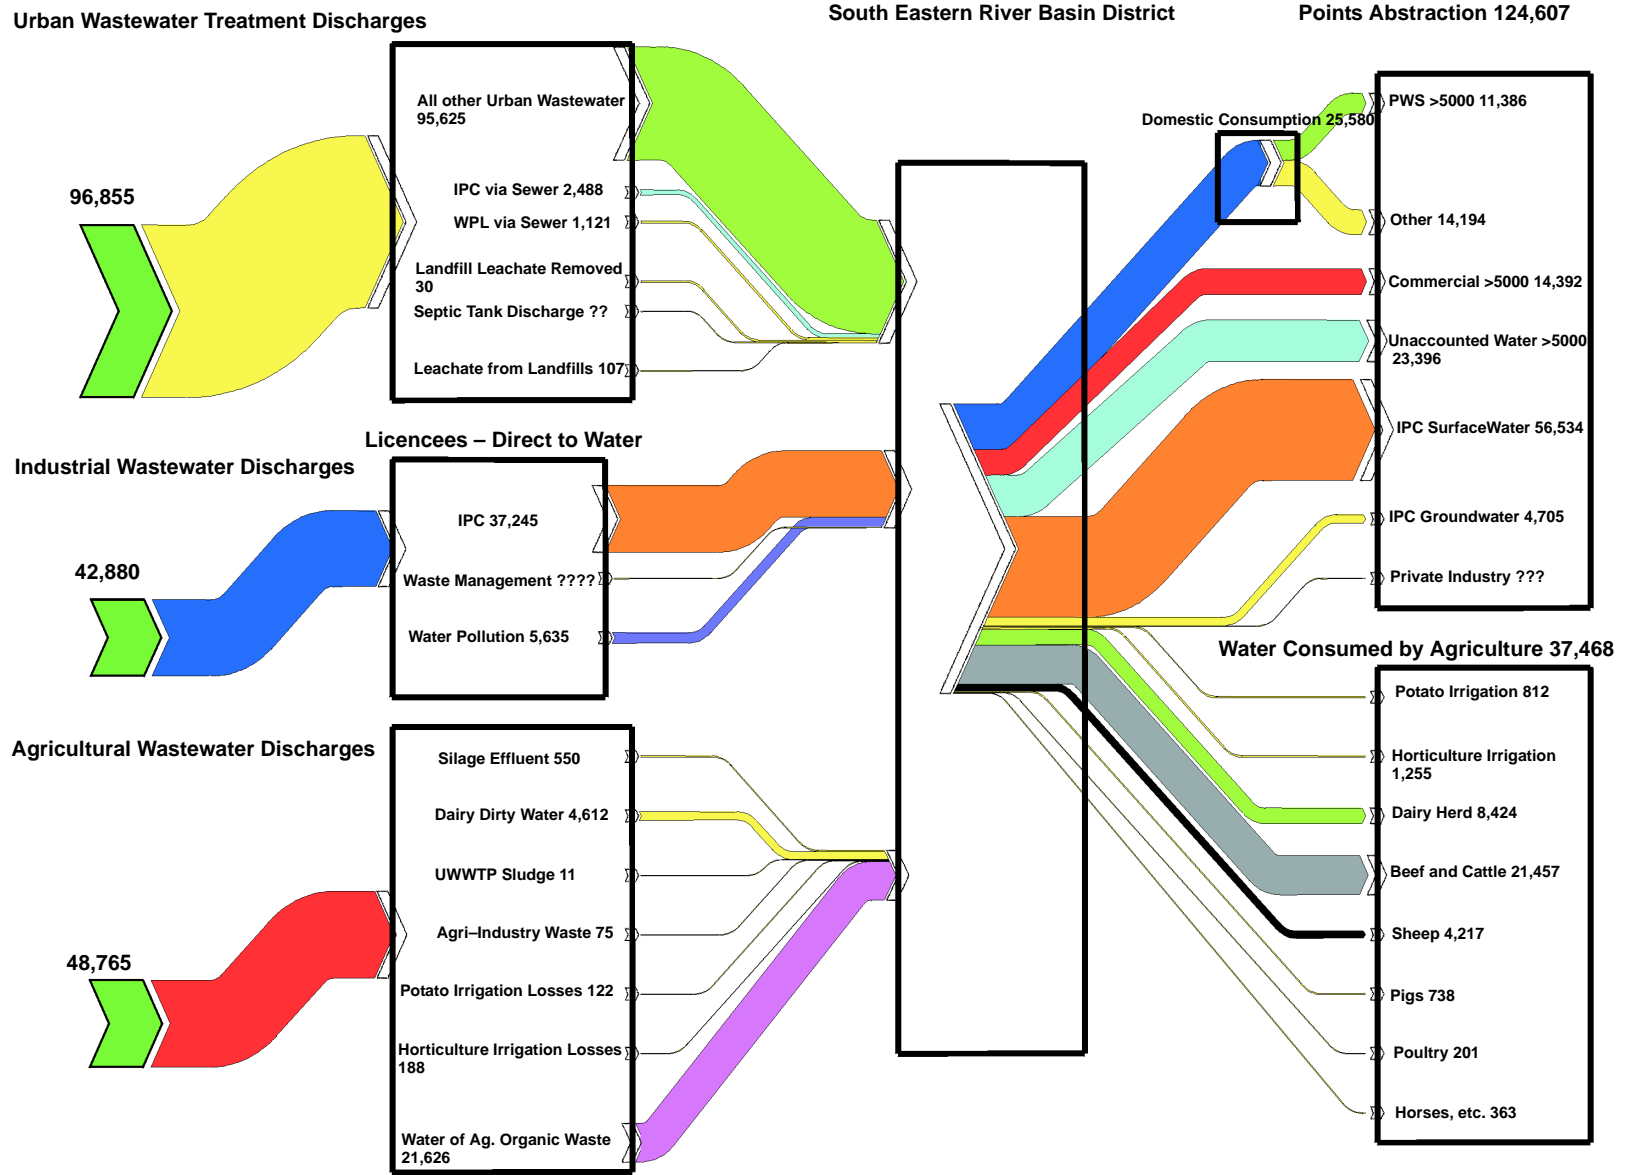 Urban Wastewater Treatment Discharges
South Eastern River Basin District
Points Abstraction 124,607
96,855
All other Urban Wastewater
95,625
IPC via Sewer 2,488
WPL via Sewer 1,121
Landfill Leachate Removed
30
Septic Tank Discharge ??
Leachate from Landfills 107
Licencees – Direct to Water
Industrial Wastewater Discharges
42,880
IPC 37,245
Waste Management ????
Water Pollution 5,635
Agricultural Wastewater Discharges
48,765
Silage Effluent 550
Dairy Dirty Water 4,612
UWWTP Sludge 11
Agri–Industry Waste 75
Potato Irrigation Losses 122
Horticulture Irrigation Losses
188
Water of Ag. Organic Waste
21,626
Domestic Consumption 25,580
PWS >5000 11,386
Other 14,194
Commercial >5000 14,392
Unaccounted Water >5000
23,396
IPC SurfaceWater 56,534
IPC Groundwater 4,705
Private Industry ???
Water Consumed by Agriculture 37,468
Potato Irrigation 812
Horticulture Irrigation
1,255
Dairy Herd 8,424
Beef and Cattle 21,457
Sheep 4,217
Pigs 738
Poultry 201
Horses, etc. 363